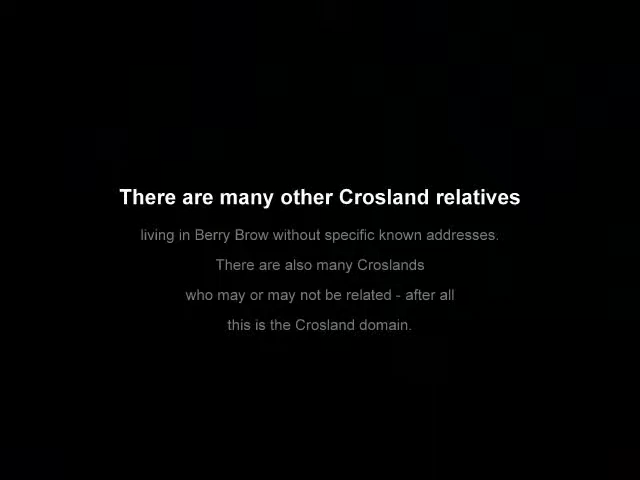 There are many other Crosland relatives
living in Berry Brow without specific known addresses.
There are also many Croslands
who may or may not be related - after all
this is the Crosland domain.